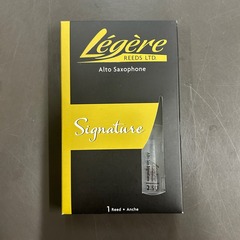 Légère
REEDS LTD.
Alto Saxophone
Signature
1 Reed • Anche